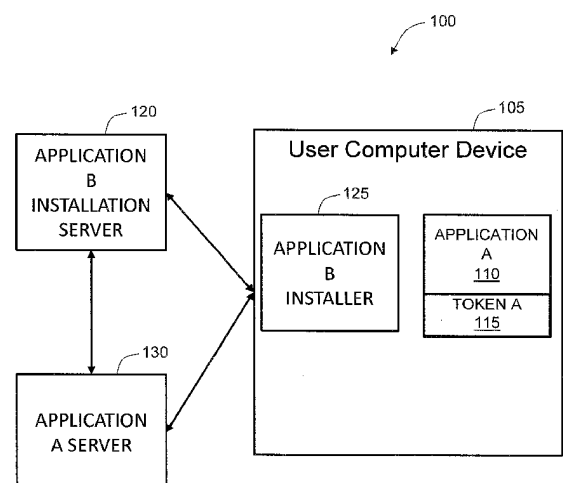 100
120
105
APPLICATION
B
INSTALLATION
SERVER
User Computer Device
125
APPLICATION
B
INSTALLER
APPLICATION
A
110
TOKEN A
115
130
APPLICATION
A SERVER